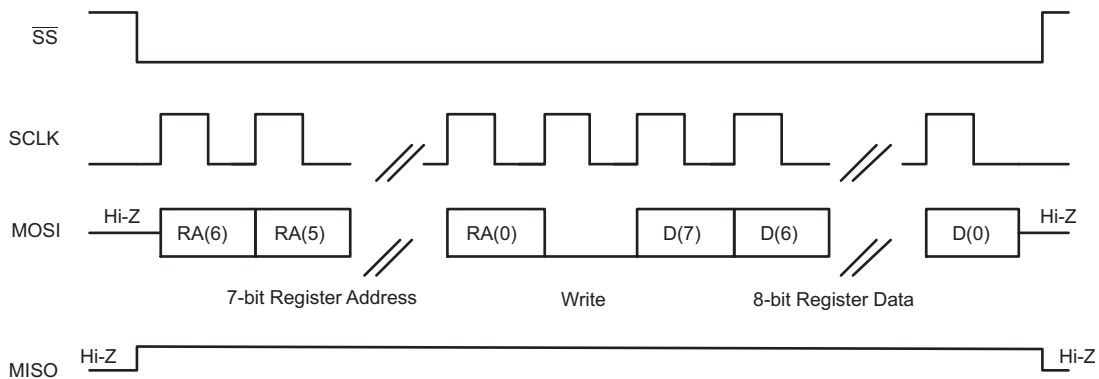 SS
SCLK
MOSI Hi-Z RA(6) RA(5) RA(0) D(7) D(6) D(0) Hi-Z
7-bit Register Address Write 8-bit Register Data
MISO Hi-Z Hi-Z